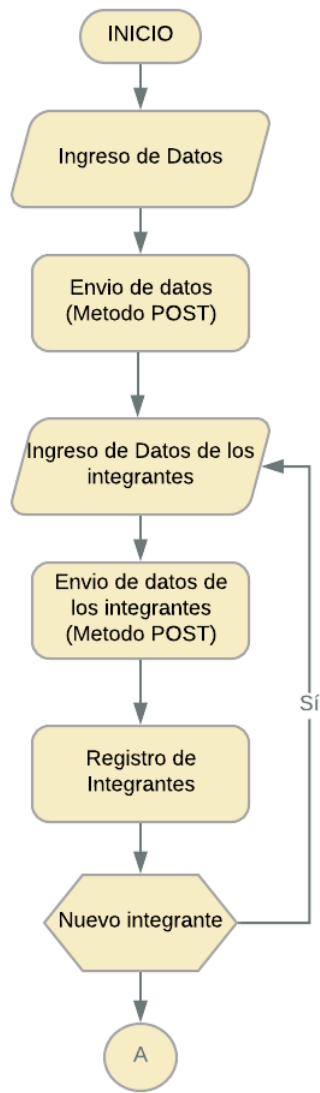 INICIO
Ingreso de Datos
Envio de datos
(Metodo POST)
Ingreso de Datos de los
integrantes
Envio de datos de
los integrantes
(Metodo POST)
Registro de
Integrantes
Sí
Nuevo integrante
A